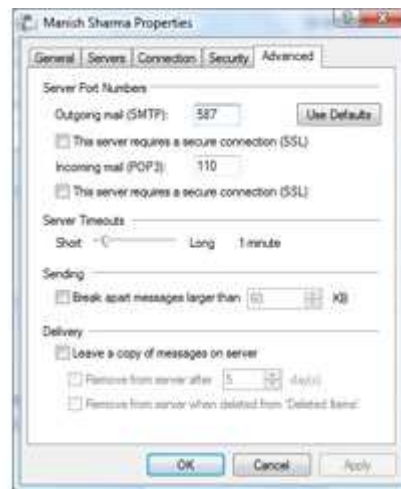 Manish Sharma Properties
General Servers Connection Security Advanced
Server Port Numbers
Outgoing mail (SMTP): 587 Use Defaults
This server requires a secure connection (SSL)
Incoming mail (POP3): 110
This server requires a secure connection (SSL)
Server Timeouts
Short Long 1 minute
Sending
Break apart messages larger than 60 KB
Delivery
Leave a copy of messages on server
Remove from server after 5 day(s)
Remove from server when deleted from 'Deleted Items'
OK Cancel Apply